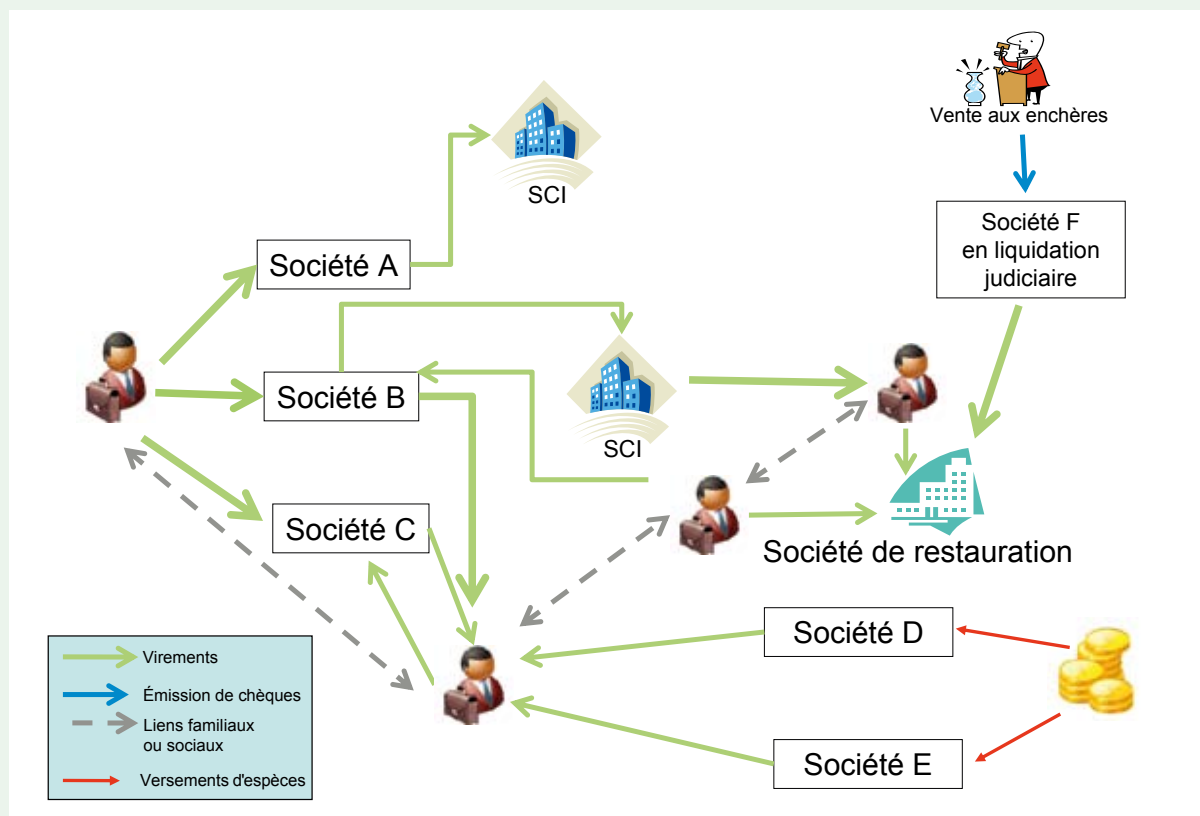 Vente aux enchères
SCI
Société F
en liquidation
judiciaire
Société A
Société B
SCI
Société C
Société de restauration
Société D
Société E
Virements
Émission de chèques
Liens familiaux
ou sociaux
Versements d'espèces